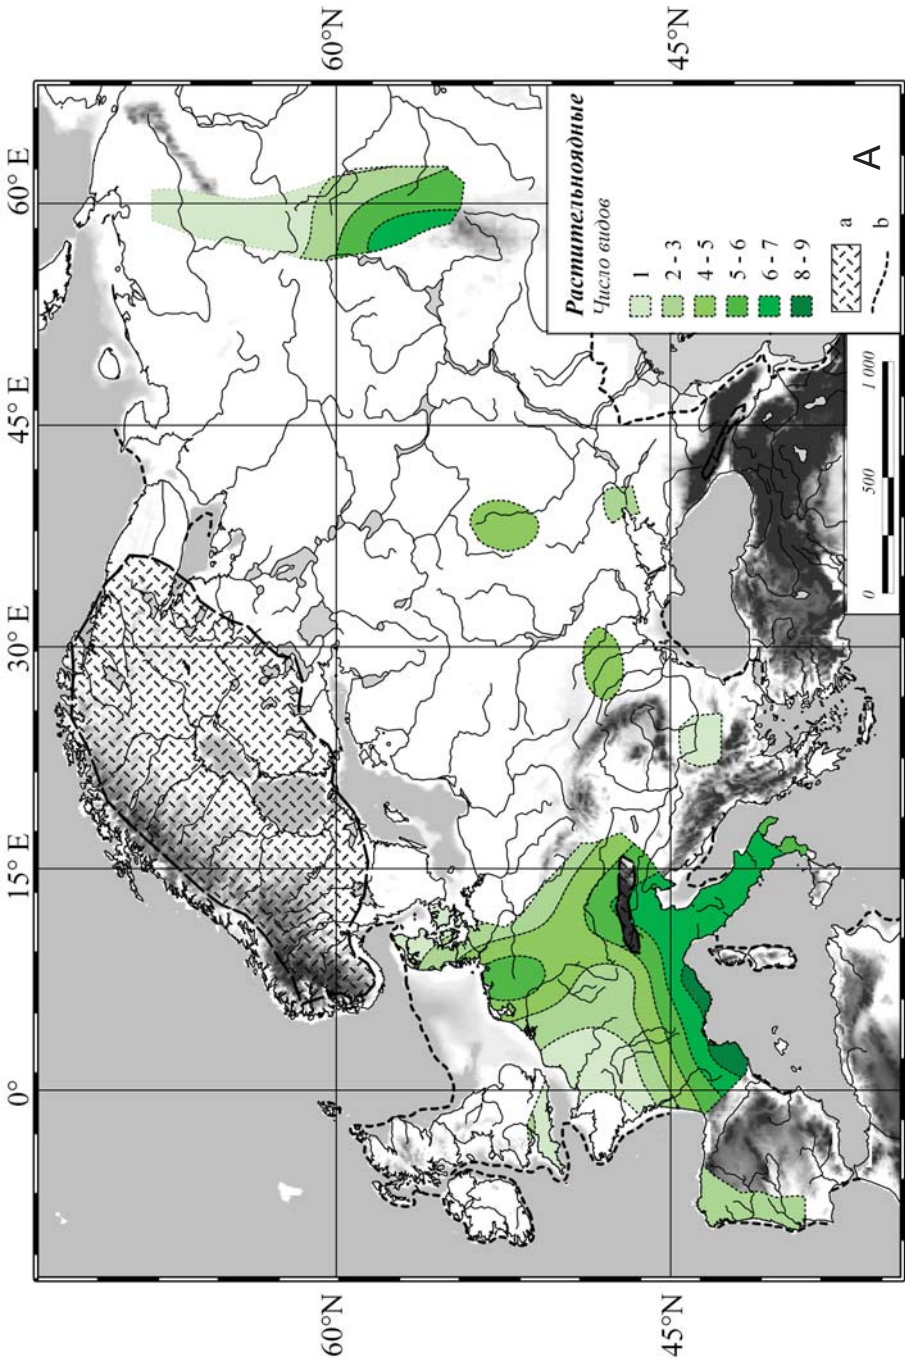 0°
15° E
30° E
45° E
60° E
60°N
60°N
45°N
45°N
Растительноядные
Число видов
1
2 - 3
4 - 5
5 - 6
6 - 7
8 - 9
a
b
A
0 500 1 000